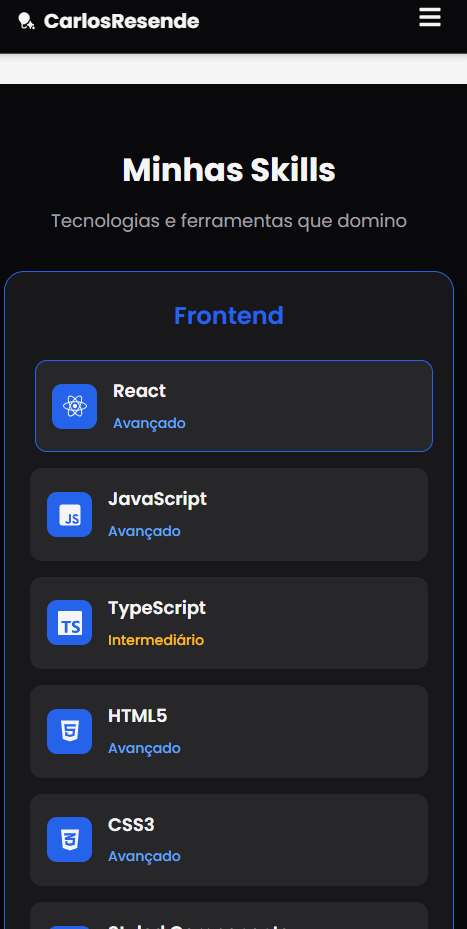 CarlosResende
Minhas Skills
Tecnologias e ferramentas que domino
Frontend
React
Avançado
JavaScript
JS
Avançado
TypeScript
TS
Intermediário
HTML5
5
Avançado
CSS3
3
Avançado